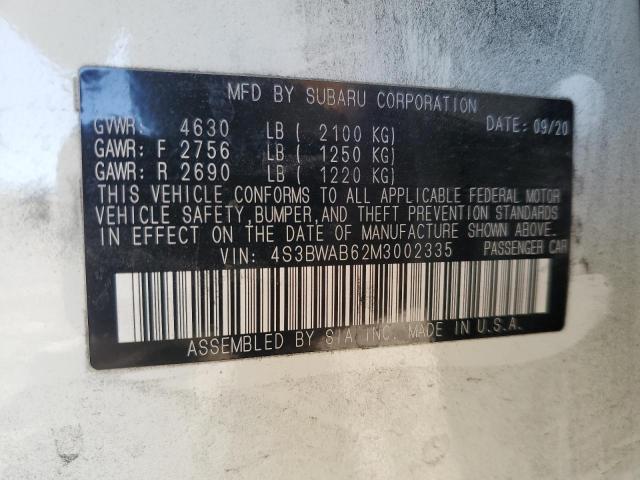 MFD BY SUBARU CORPORATION
DATE: 09/20
GVWR: 4630 LB ( 2100 KG)
GAWR: F 2756 LB ( 1250 KG)
GAWR: R 2690 LB ( 1220 KG)
THIS VEHICLE CONFORMS TO ALL APPLICABLE FEDERAL MOTOR
VEHICLE SAFETY, BUMPER, AND THEFT PREVENTION STANDARDS
IN EFFECT ON THE DATE OF MANUFACTURE SHOWN ABOVE.
VIN: 4S3BWAB62M3002335 PASSENGER CAR
ASSEMBLED BY SIA, INC. MADE IN U.S.A.